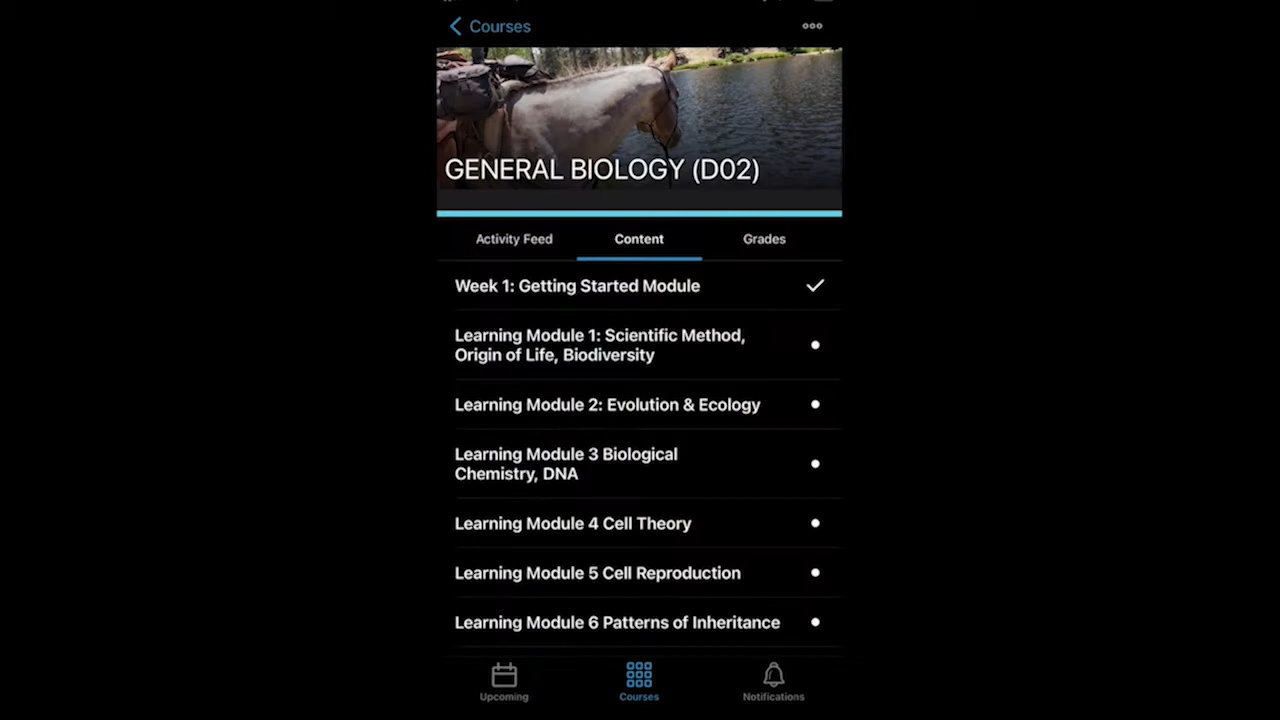 Courses
GENERAL BIOLOGY (D02)
Activity Feed Content Grades
Week 1: Getting Started Module
Learning Module 1: Scientific Method,
Origin of Life, Biodiversity
Learning Module 2: Evolution & Ecology
Learning Module 3 Biological
Chemistry, DNA
Learning Module 4 Cell Theory
Learning Module 5 Cell Reproduction
Learning Module 6 Patterns of Inheritance
Upcoming Courses Notifications